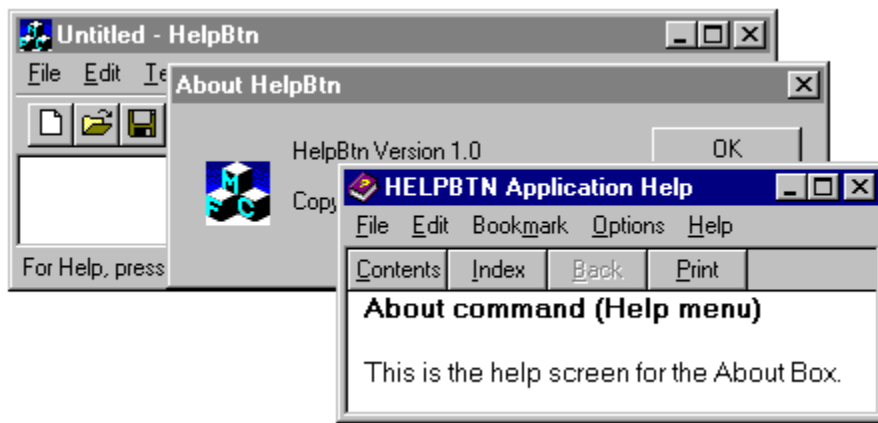 Untitled - HelpBtn
File Edit
About HelpBtn
HelpBtn Version 1.0
OK
For Help, press
HELPBTN Application Help
File Edit Bookmark Options Help
Contents Index Back Print
About command (Help menu)
This is the help screen for the About Box.